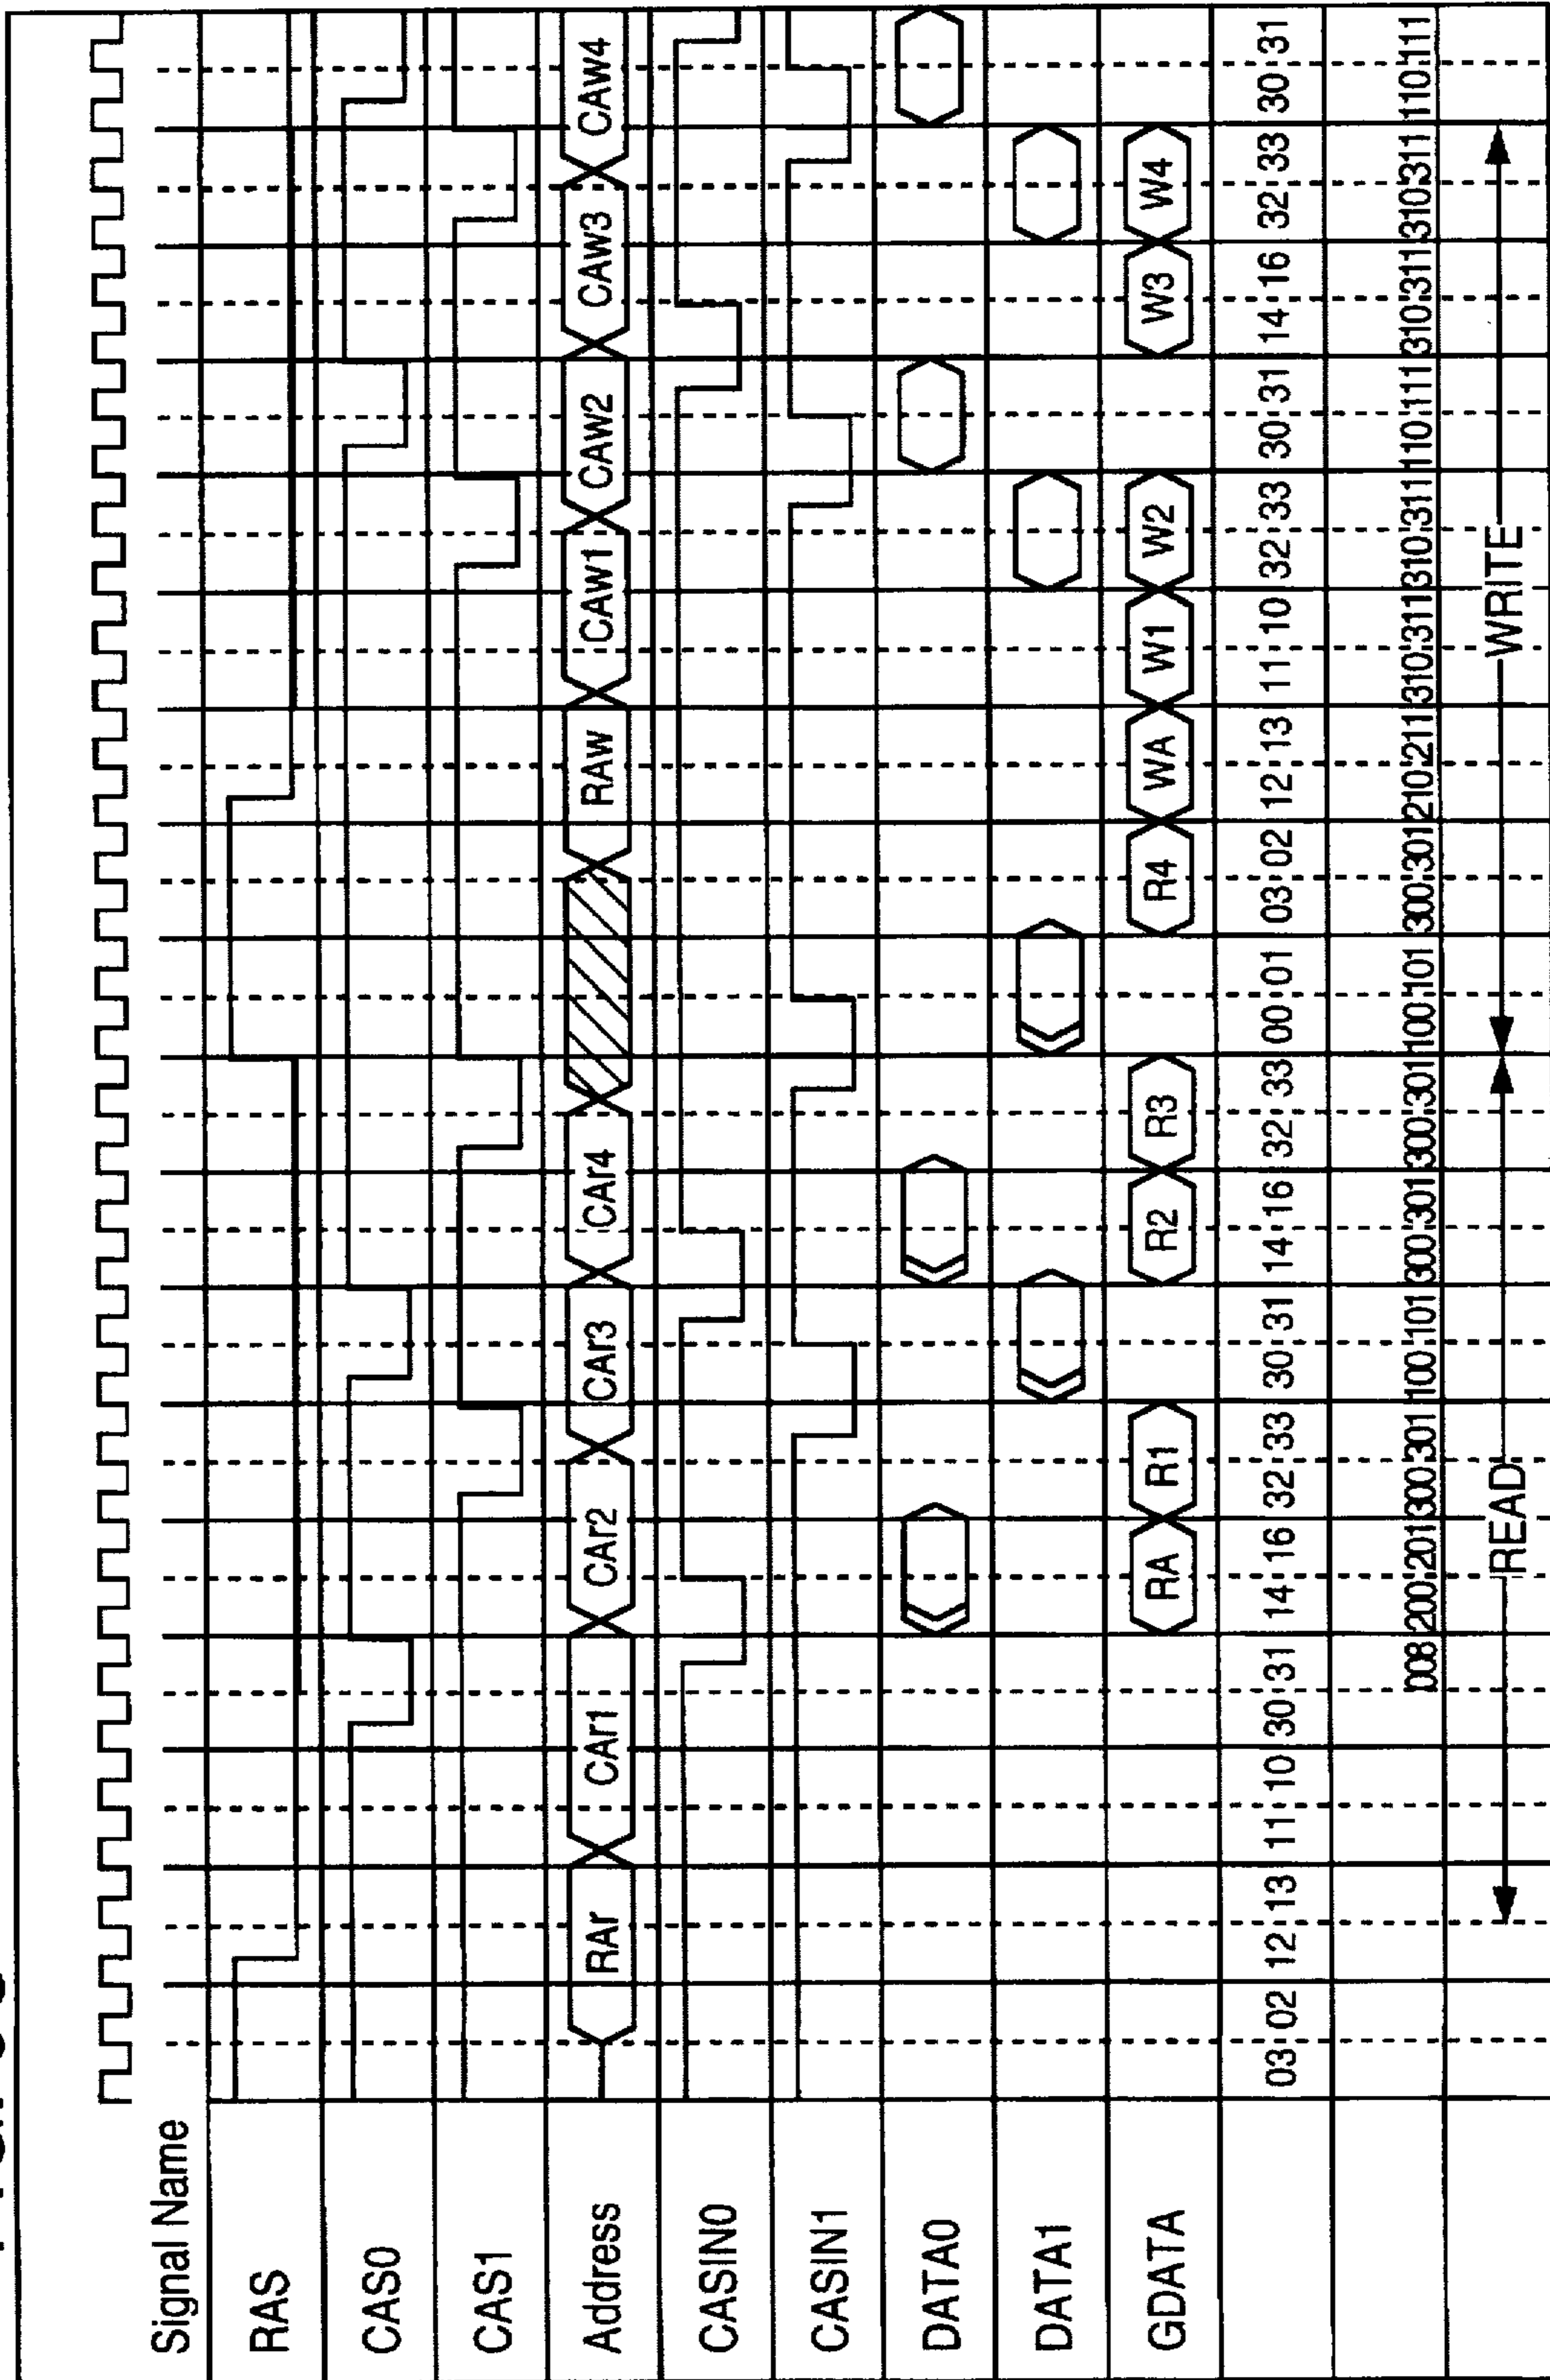 Signal Name
RAS
CAS0
CAS1
Address RAr CAr1 CAr2 CAr3 CAr4 RAw CAw1 CAw2 CAw3 CAw4
CASIN0
CASIN1
DATA0
DATA1
GDATA RA R1 R2 R3 R4 WA W1 W2 W3 W4
03 02 12 13 11 10 30 31 14 16 32 33 30 31 14 16 32 33 00 01 03 02 12 13 11 10 32 33 30 31 14 16 32 33 30 31
008 200 201 300 301 100 101 300 301 300 301 100 101 300 301 210 211 310 311 310 311 110 111 310 311 310 311 110 111
READ WRITE